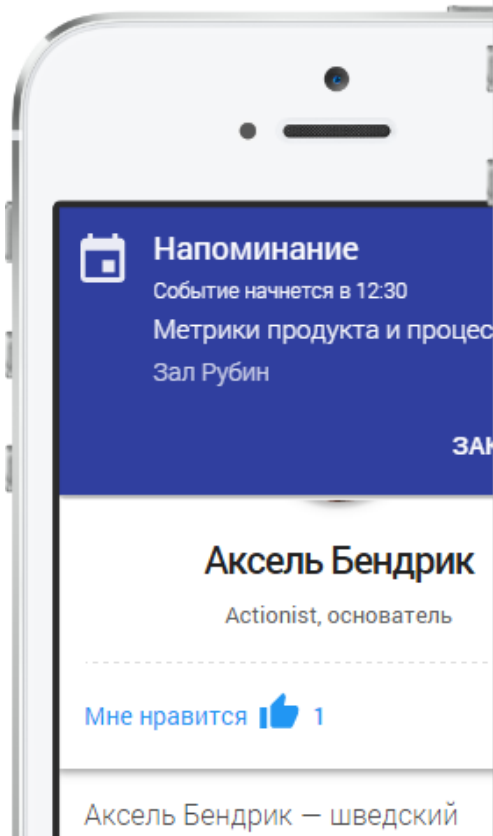 Напоминание
Событие начнется в 12:30
Метрики продукта и процес
Зал Рубин
ЗАК
Аксель Бендрик
Actionist, основатель
Мне нравится 1
Аксель Бендрик — шведский